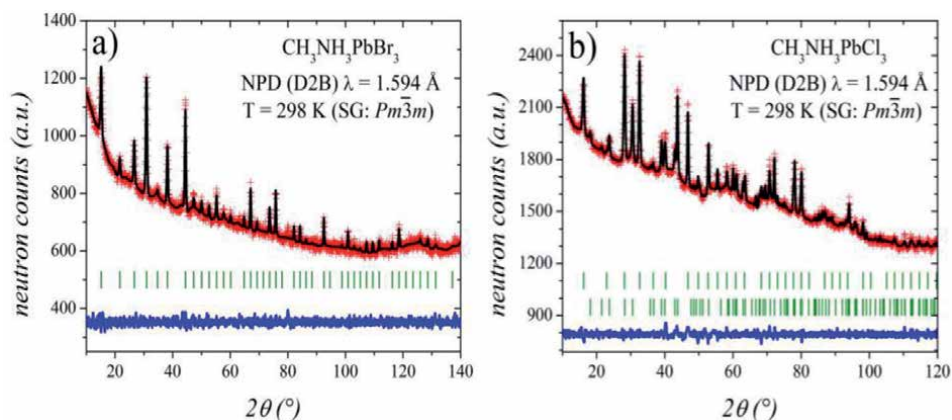 a)
CH₃NH₃PbBr₃
NPD (D2B) λ = 1.594 Å
T = 298 K (SG: Pm3̅m)
neutron counts (a.u.)
1400
1200
1000
800
600
400
20 40 60 80 100 120 140
2θ (°)
b)
CH₃NH₃PbCl₃
NPD (D2B) λ = 1.594 Å
T = 298 K (SG: Pm3̅m)
neutron counts (a.u.)
2400
2100
1800
1500
1200
900
20 40 60 80 100 120
2θ (°)